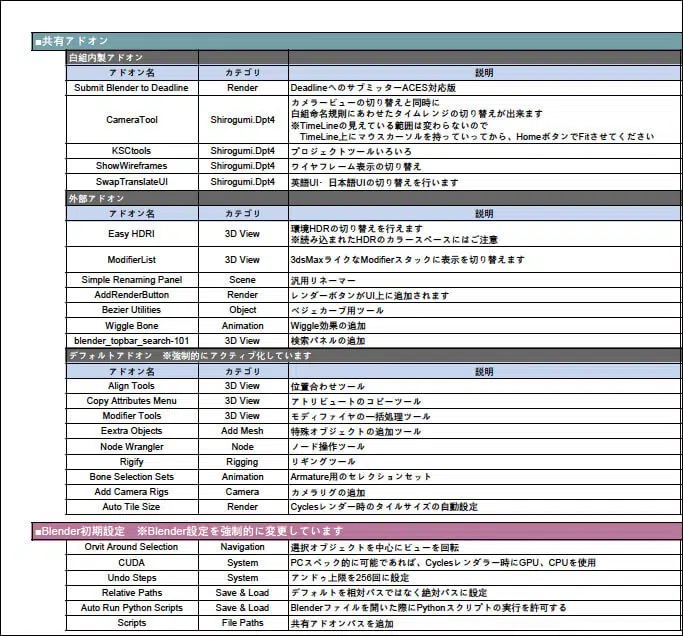 ■共有アドオン
白組内製アドオン
アドオン名 カテゴリ 説明
Submit Blender to Deadline Render DeadlineへのサブミッターACES対応版
CameraTool Shirogumi.Dpt4 カメラービューの切り替えと同時に
白組命名規則にあわせたタイムレンジの切り替えが出来ます
※TimeLineの見えている範囲は変わらないので
TimeLine上にマウスカーソルを持っていってから、HomeボタンでFitさせてください
KSCtools Shirogumi.Dpt4 プロジェクトツールいろいろ
ShowWireframes Shirogumi.Dpt4 ワイヤフレーム表示の切り替え
SwapTranslateUI Shirogumi.Dpt4 英語UI・日本語UIの切り替えを行います
外部アドオン
アドオン名 カテゴリ 説明
Easy HDRI 3D View 環境HDRの切り替えを行えます
※読み込まれたHDRのカラースペースにはご注意
ModifierList 3D View 3dsMaxライクなModifierスタックに表示を切り替えます
Simple Renaming Panel Scene 汎用リネーマー
AddRenderButton Render レンダーボタンがUI上に追加されます
Bezier Utilities Object ベジェカーブ用ツール
Wiggle Bone Animation Wiggle効果の追加
blender_topbar_search-101 3D View 検索パネルの追加
デフォルトアドオン ※強制的にアクティブ化しています
アドオン名 カテゴリ 説明
Align Tools 3D View 位置合わせツール
Copy Attributes Menu 3D View アトリビュートのコピーツール
Modifier Tools 3D View モディファイヤの一括処理ツール
Eextra Objects Add Mesh 特殊オブジェクトの追加ツール
Node Wrangler Node ノード操作ツール
Rigify Rigging リギングツール
Bone Selection Sets Animation Armature用のセレクションセット
Add Camera Rigs Camera カメラリグの追加
Auto Tile Size Render Cyclesレンダー時のタイルサイズの自動設定
■Blender初期設定 ※Blender設定を強制的に変更しています
Orvit Around Selection Navigation 選択オブジェクトを中心にビューを回転
CUDA System PCスペック的に可能であれば、Cyclesレンダラー時にGPU、CPUを使用
Undo Steps System アンドゥ上限を256回に設定
Relative Paths Save & Load デフォルトを相対パスではなく絶対パスに設定
Auto Run Python Scripts Save & Load Blenderファイルを開いた際にPythonスクリプトの実行を許可する
Scripts File Paths 共有アドオンパスを追加